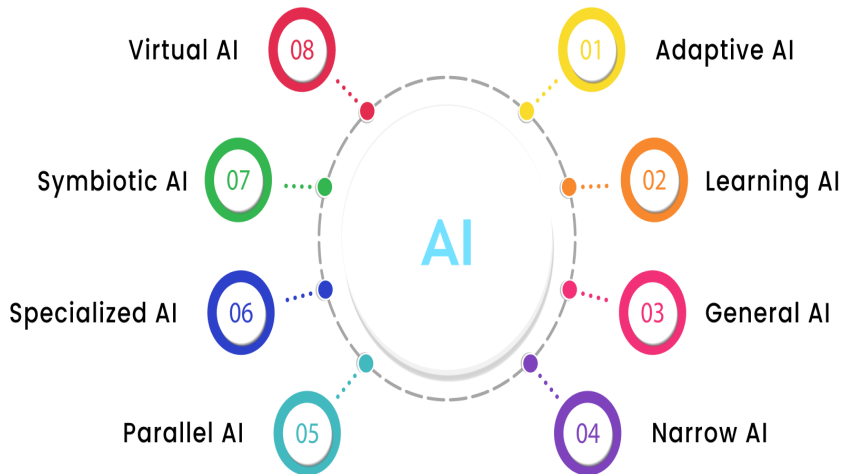 AI
01
Adaptive AI
02
Learning AI
03
General AI
04
Narrow AI
05
Parallel AI
06
Specialized AI
07
Symbiotic AI
08
Virtual AI